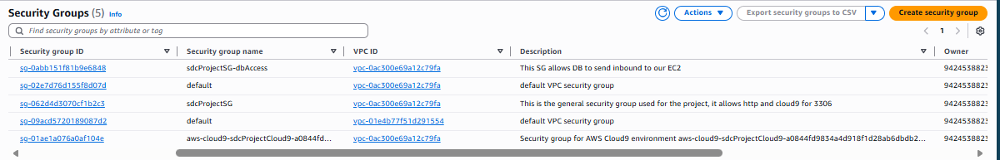 Security Groups (5) Info Actions Export security groups to CSV Create security group
Find security groups by attribute or tag 1
Security group ID Security group name VPC ID Description Owner
sg-0abb151f81b9e6848 sdcProjectSG-dbAccess vpc-0ac300e69a12c79fa This SG allows DB to send inbound to our EC2 9424538823
sg-02e7d76d155f8d07d default vpc-0ac300e69a12c79fa default VPC security group 9424538823
sg-062d4d3070cf1b2c3 sdcProjectSG vpc-0ac300e69a12c79fa This is the general security group used for the project, it allows http and cloud9 for 3306 9424538823
sg-09acd5720189087d2 default vpc-01e4b77f51d291554 default VPC security group 9424538823
sg-01ae1a076a0af104e aws-cloud9-sdcProjectCloud9-a0844fd... vpc-0ac300e69a12c79fa Security group for AWS Cloud9 environment aws-cloud9-sdcProjectCloud9-a0844fd9834a4d918f1d28ab6dbdb2... 9424538823